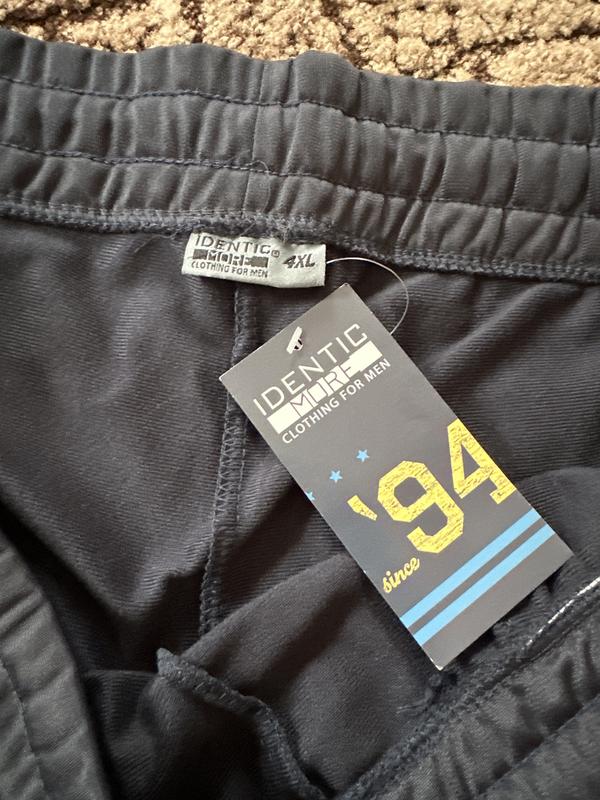 IDENTIC®
MORE
CLOTHING FOR MEN
4XL
IDENTIC
MORE
CLOTHING FOR MEN
'94
since